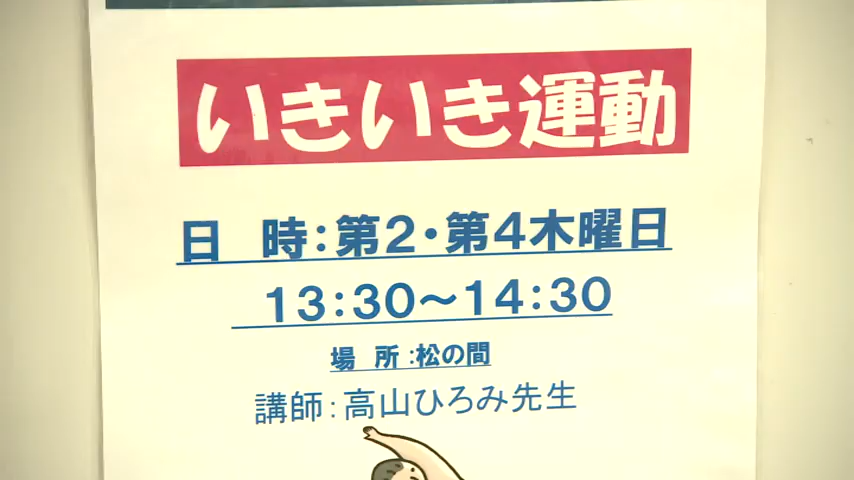 いきいき運動
日　時：第2・第4木曜日
13：30～14：30
場　所：松の間
講師：高山ひろみ先生